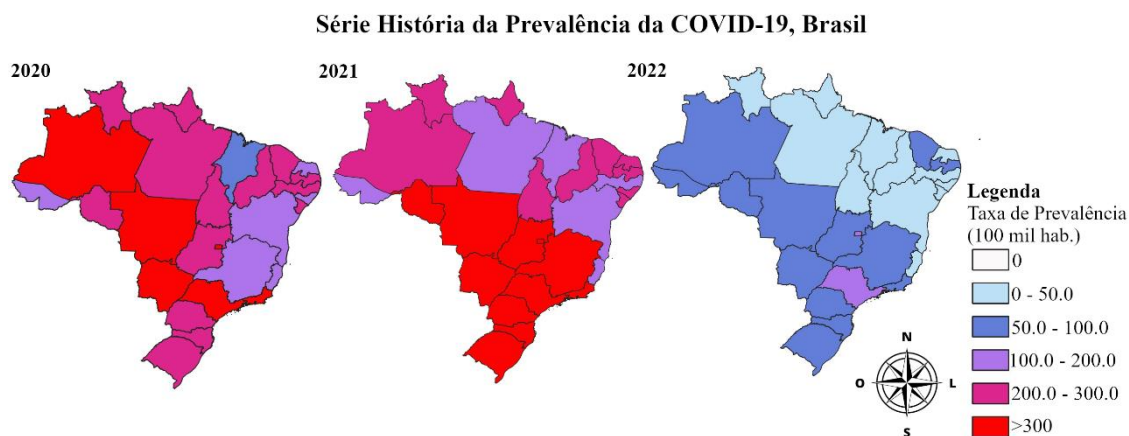 Série História da Prevalência da COVID-19, Brasil
2020
2021
2022
Legenda
Taxa de Prevalência
(100 mil hab.)
0
0 - 50.0
50.0 - 100.0
100.0 - 200.0
200.0 - 300.0
>300
N
O
L
S